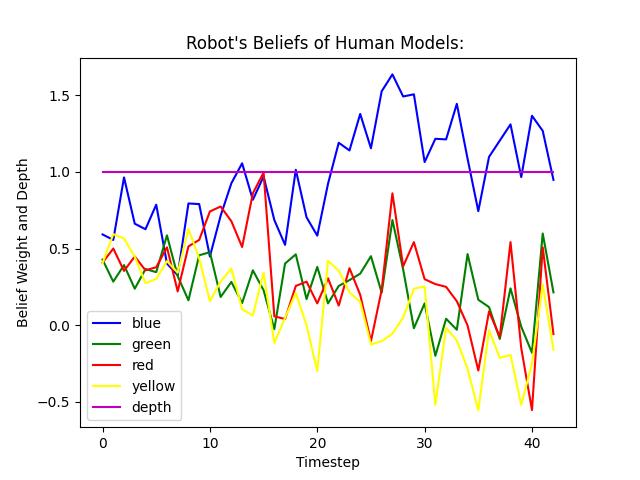 Robot's Beliefs of Human Models:
Belief Weight and Depth
1.5
1.0
0.5
0.0
−0.5
blue
green
red
yellow
depth
0 10 20 30 40
Timestep